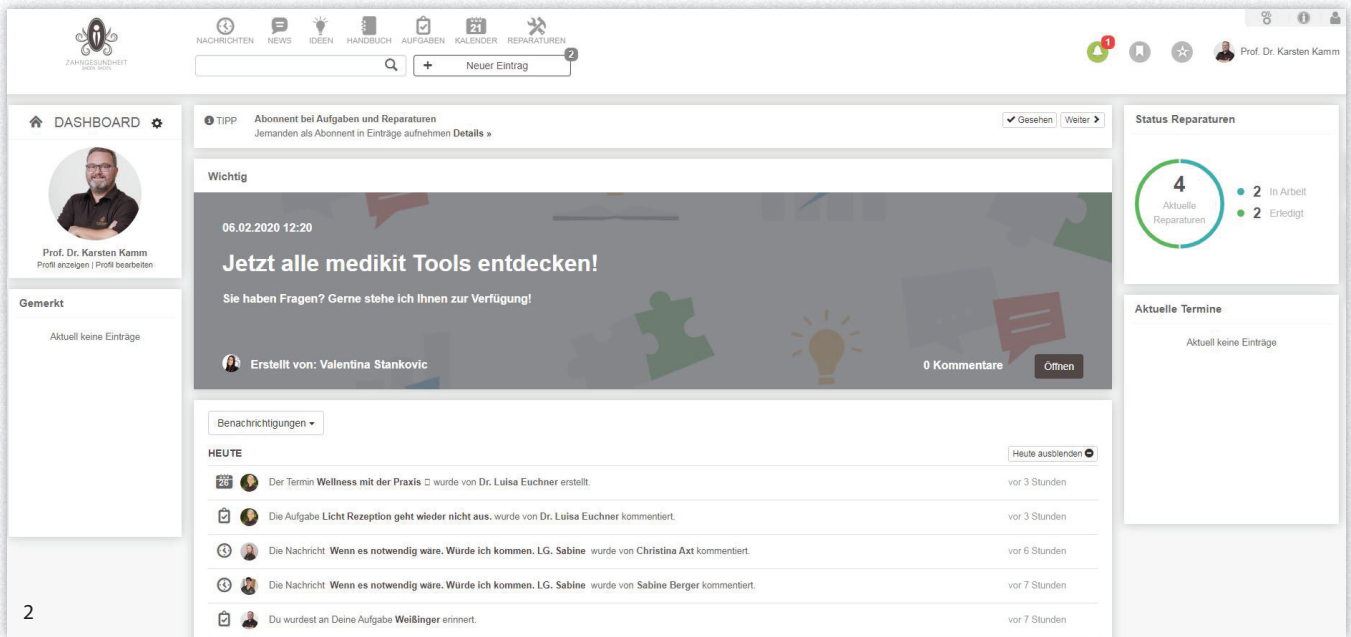 ZAHNGESUNDHEIT
NACHRICHTEN NEWS IDEEN HANDBUCH AUFGABEN 21 KALENDER REPARATUREN
2
+ Neuer Eintrag
1
Prof. Dr. Karsten Kamm
DASHBOARD
Prof. Dr. Karsten Kamm
Profil anzeigen | Profil bearbeiten
Gemerkt
Aktuell keine Einträge
TIPP Abonnent bei Aufgaben und Reparaturen
Jemanden als Abonnent in Einträge aufnehmen Details »
Gesehen Weiter
Wichtig
06.02.2020 12:20
Jetzt alle medikit Tools entdecken!
Sie haben Fragen? Gerne stehe ich Ihnen zur Verfügung!
Erstellt von: Valentina Stankovic 0 Kommentare Öffnen
Benachrichtigungen
HEUTE Heute ausblenden
26 Der Termin Wellness mit der Praxis wurde von Dr. Luisa Euchner erstellt. vor 3 Stunden
Die Aufgabe Licht Rezeption geht wieder nicht aus. wurde von Dr. Luisa Euchner kommentiert. vor 3 Stunden
Die Nachricht Wenn es notwendig wäre. Würde ich kommen. LG. Sabine wurde von Christina Axt kommentiert. vor 6 Stunden
Die Nachricht Wenn es notwendig wäre. Würde ich kommen. LG. Sabine wurde von Sabine Berger kommentiert. vor 7 Stunden
Du wurdest an Deine Aufgabe Weißinger erinnert. vor 7 Stunden
Status Reparaturen
4
Aktuelle
Reparaturen
2 In Arbeit
2 Erledigt
Aktuelle Termine
Aktuell keine Einträge
2